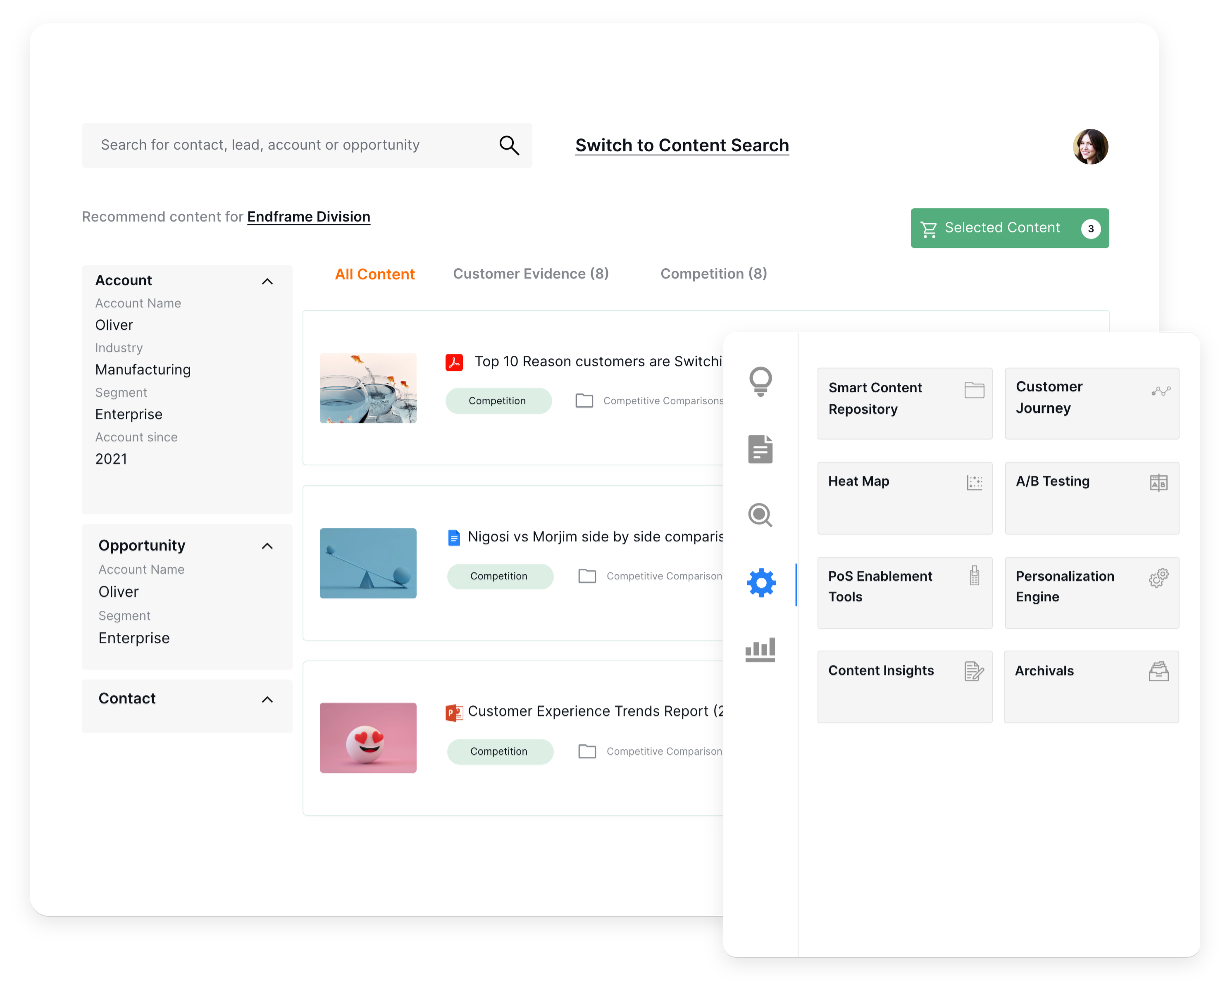 Search for contact, lead, account or opportunity
Switch to Content Search
Recommend content for Endframe Division
Selected Content 3
Account
Account Name
Oliver
Industry
Manufacturing
Segment
Enterprise
Account since
2021
Opportunity
Account Name
Oliver
Segment
Enterprise
Contact
All Content Customer Evidence (8) Competition (8)
Top 10 Reason customers are Switchi
Competition Competitive Comparisons
Nigosi vs Morjim side by side comparis
Competition Competitive Comparison
Customer Experience Trends Report (2
Competition Competitive Comparison
Smart Content
Repository
Customer
Journey
Heat Map
A/B Testing
A B
PoS Enablement
Tools
Personalization
Engine
Content Insights
Archivals